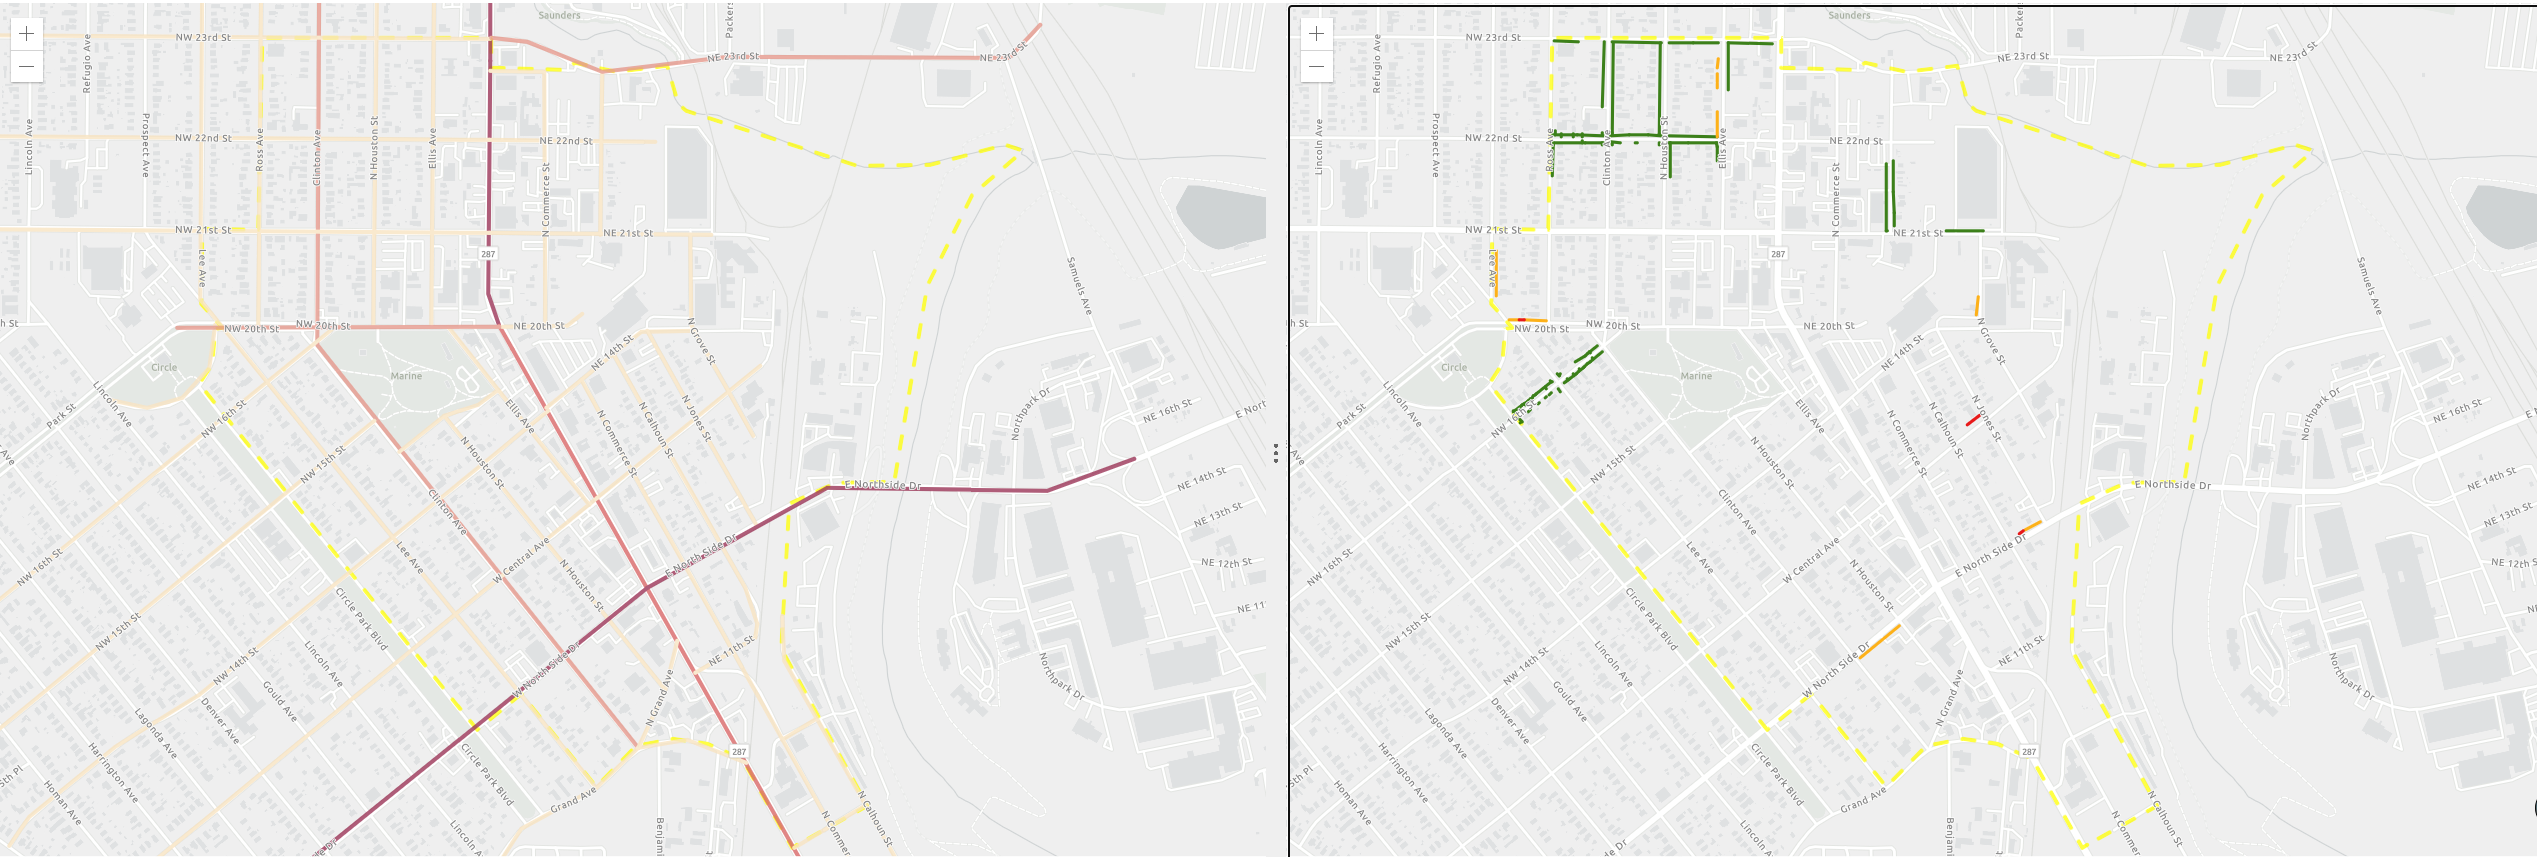 Saunders
Packers
NW 23rd St
NE 23rd St
NE 23rd St
Refugio Ave
Lincoln Ave
Prospect Ave
Ross Ave
Clinton Ave
N Houston St
Ellis Ave
NW 22nd St
NE 22nd St
N Commerce St
NW 21st St
NE 21st St
Lee Ave
287
Samuels Ave
h St
NW 20th St
NW 20th St
NE 20th St
N Grove St
NE 14th St
Circle
Marine
Lincoln Ave
Park St
NW 16th St
Ellis Ave
N Commerce St
N Calhoun St
N Jones St
Northpark Dr
NE 16th St
E Nort
Ave
N Houston St
NW 15th St
Clinton Ave
E Northside Dr
NE 14th St
NE 13th St
NW 16th St
Lee Ave
W Central Ave
N Houston St
E North Side Dr
NE 12th St
Circle Park Blvd
NE 11
NW 15th St
NW 14th St
Lincoln Ave
W North Side Dr
NE 11th St
N Grand Ave
Northpark Dr
Gould Ave
Denver Ave
Lagonda Ave
Harrington Ave
Circle Park Blvd
287
5th Pl
Homan Ave
Grand Ave
Lincoln A
le Dr
Benjami
N Commer
N Calhoun St
Saunders
Packers
NW 23rd St
NE 23rd St
NE 23rd St
Refugio Ave
Lincoln Ave
Prospect Ave
Ross Ave
Clinton Ave
N Houston St
Ellis Ave
NW 22nd St
NE 22nd St
N Commerce St
NW 21st St
NE 21st St
Lee Ave
287
Samuels Ave
h St
NW 20th St
NW 20th St
NE 20th St
N Grove St
NE 14th St
Circle
Marine
Lincoln Ave
Park St
NW 16th St
Ellis Ave
N Commerce St
N Calhoun St
N Jones St
Northpark Dr
NE 16th St
Ave
N Houston St
NW 15th St
Clinton Ave
E Northside Dr
NE 14th St
NE 13th St
NW 16th St
Lee Ave
W Central Ave
N Houston St
E North Side Dr
NE 12th S
Circle Park Blvd
NW 15th St
NW 14th St
Lincoln Ave
W North Side Dr
NE 11th St
N Grand Ave
Northpark Dr
Gould Ave
Denver Ave
Lagonda Ave
Harrington Ave
Circle Park Blvd
287
5th Pl
Homan Ave
Grand Ave
Lincoln A
le Dr
Benjami
N Commer
N Calhoun St